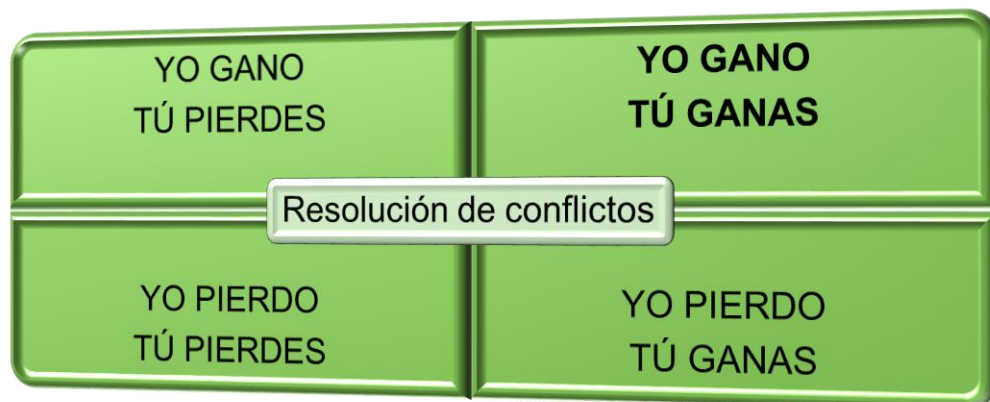 YO GANO
TÚ PIERDES
YO GANO
TÚ GANAS
Resolución de conflictos
YO PIERDO
TÚ PIERDES
YO PIERDO
TÚ GANAS